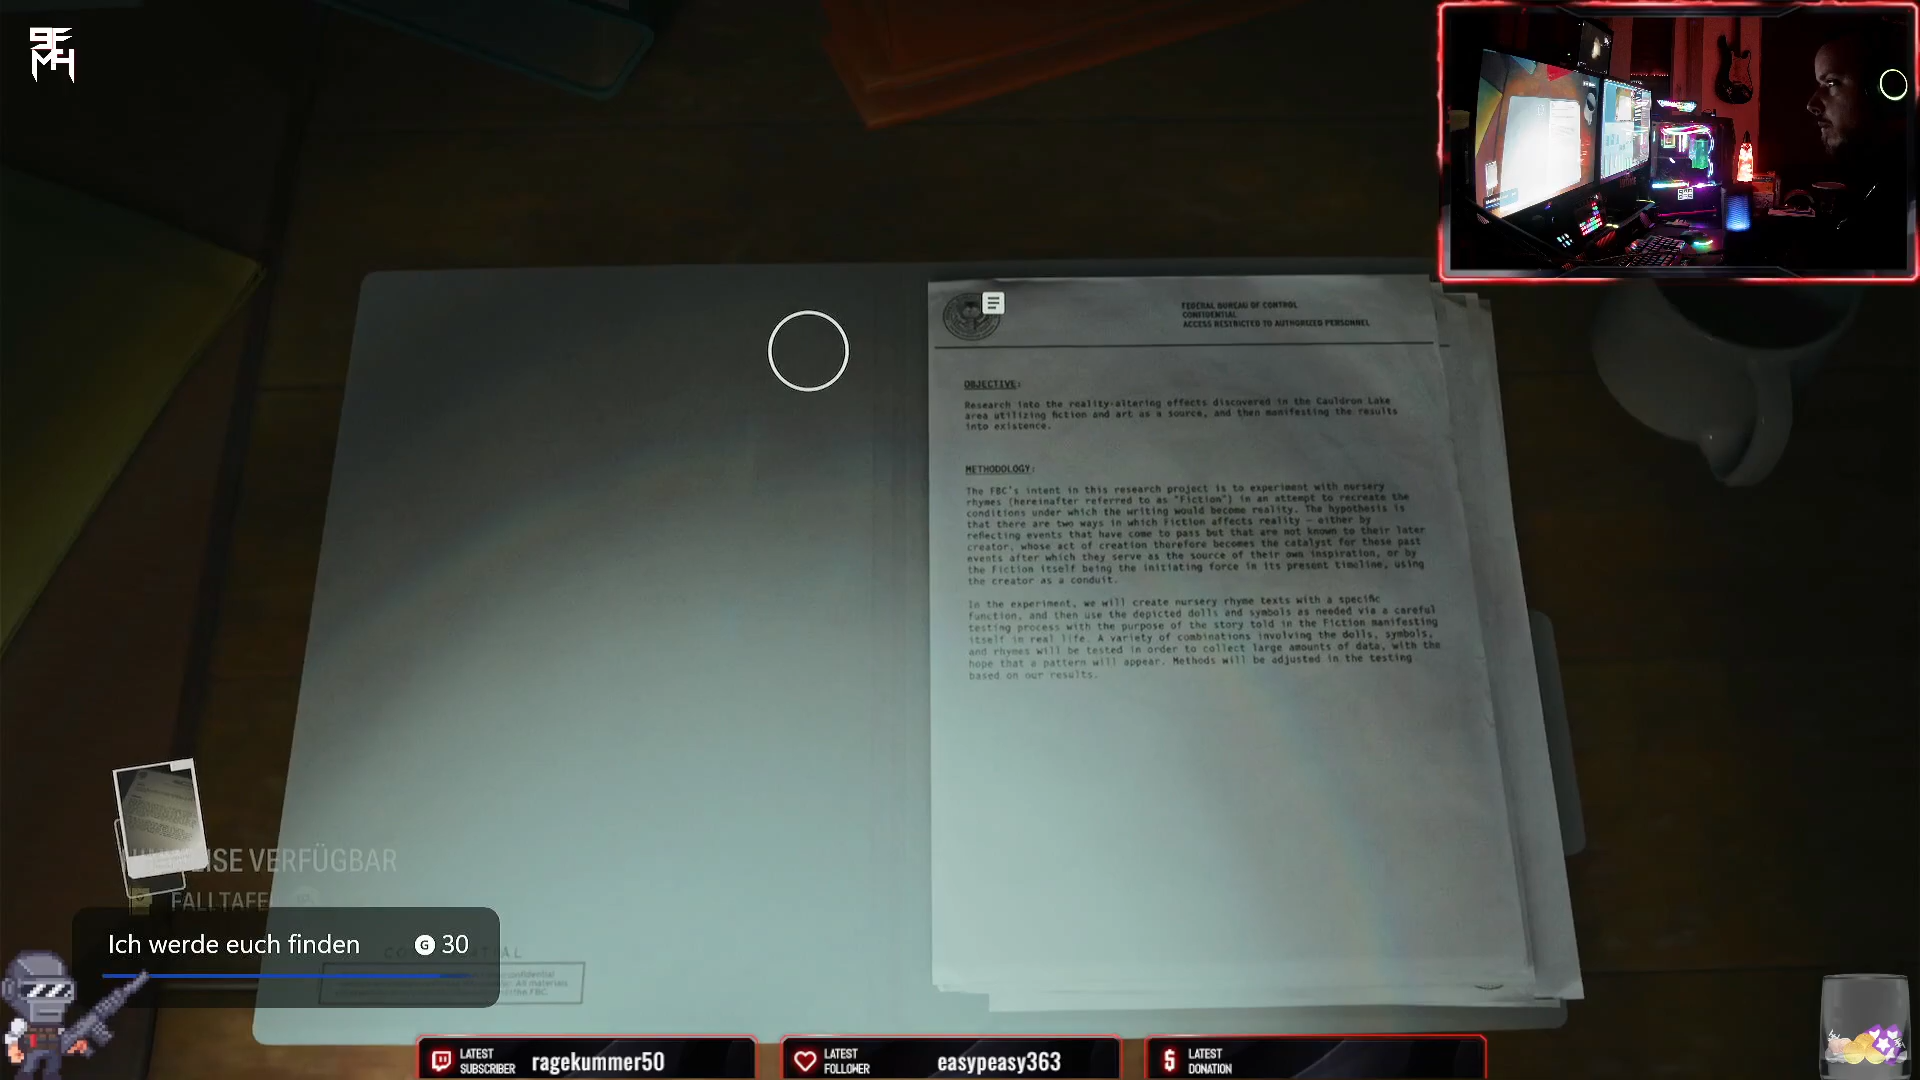 FEDERAL BUREAU OF CONTROL
CONFIDENTIAL
ACCESS RESTRICTED TO AUTHORIZED PERSONNEL
OBJECTIVE:
Research into the reality-altering effects discovered in the Cauldron Lake
area utilizing fiction and art as a source, and then manifesting the results
into existence.
METHODOLOGY:
The FBC's intent in this research project is to experiment with nursery
rhymes (hereinafter referred to as "Fiction") in an attempt to recreate the
conditions under which the writing would become reality. The hypothesis is
that there are two ways in which Fiction affects reality – either by
reflecting events that have come to pass but that are not known to their later
creator, whose act of creation therefore becomes the catalyst for these past
events after which they serve as the source of their own inspiration, or by
the Fiction itself being the initiating force in its present timeline, using
the creator as a conduit.
In the experiment, we will create nursery rhyme texts with a specific
function, and then use the depicted dolls and symbols as needed via a careful
testing process with the purpose of the story told in the Fiction manifesting
itself in real life. A variety of combinations involving the dolls, symbols,
and rhymes will be tested in order to collect large amounts of data, with the
hope that a pattern will appear. Methods will be adjusted in the testing
based on our results.
VERFÜGBAR
Ich werde euch finden G 30
All materials
the FBC.
LATEST SUBSCRIBER ragekummer50
LATEST FOLLOWER easypeasy363
$ LATEST DONATION